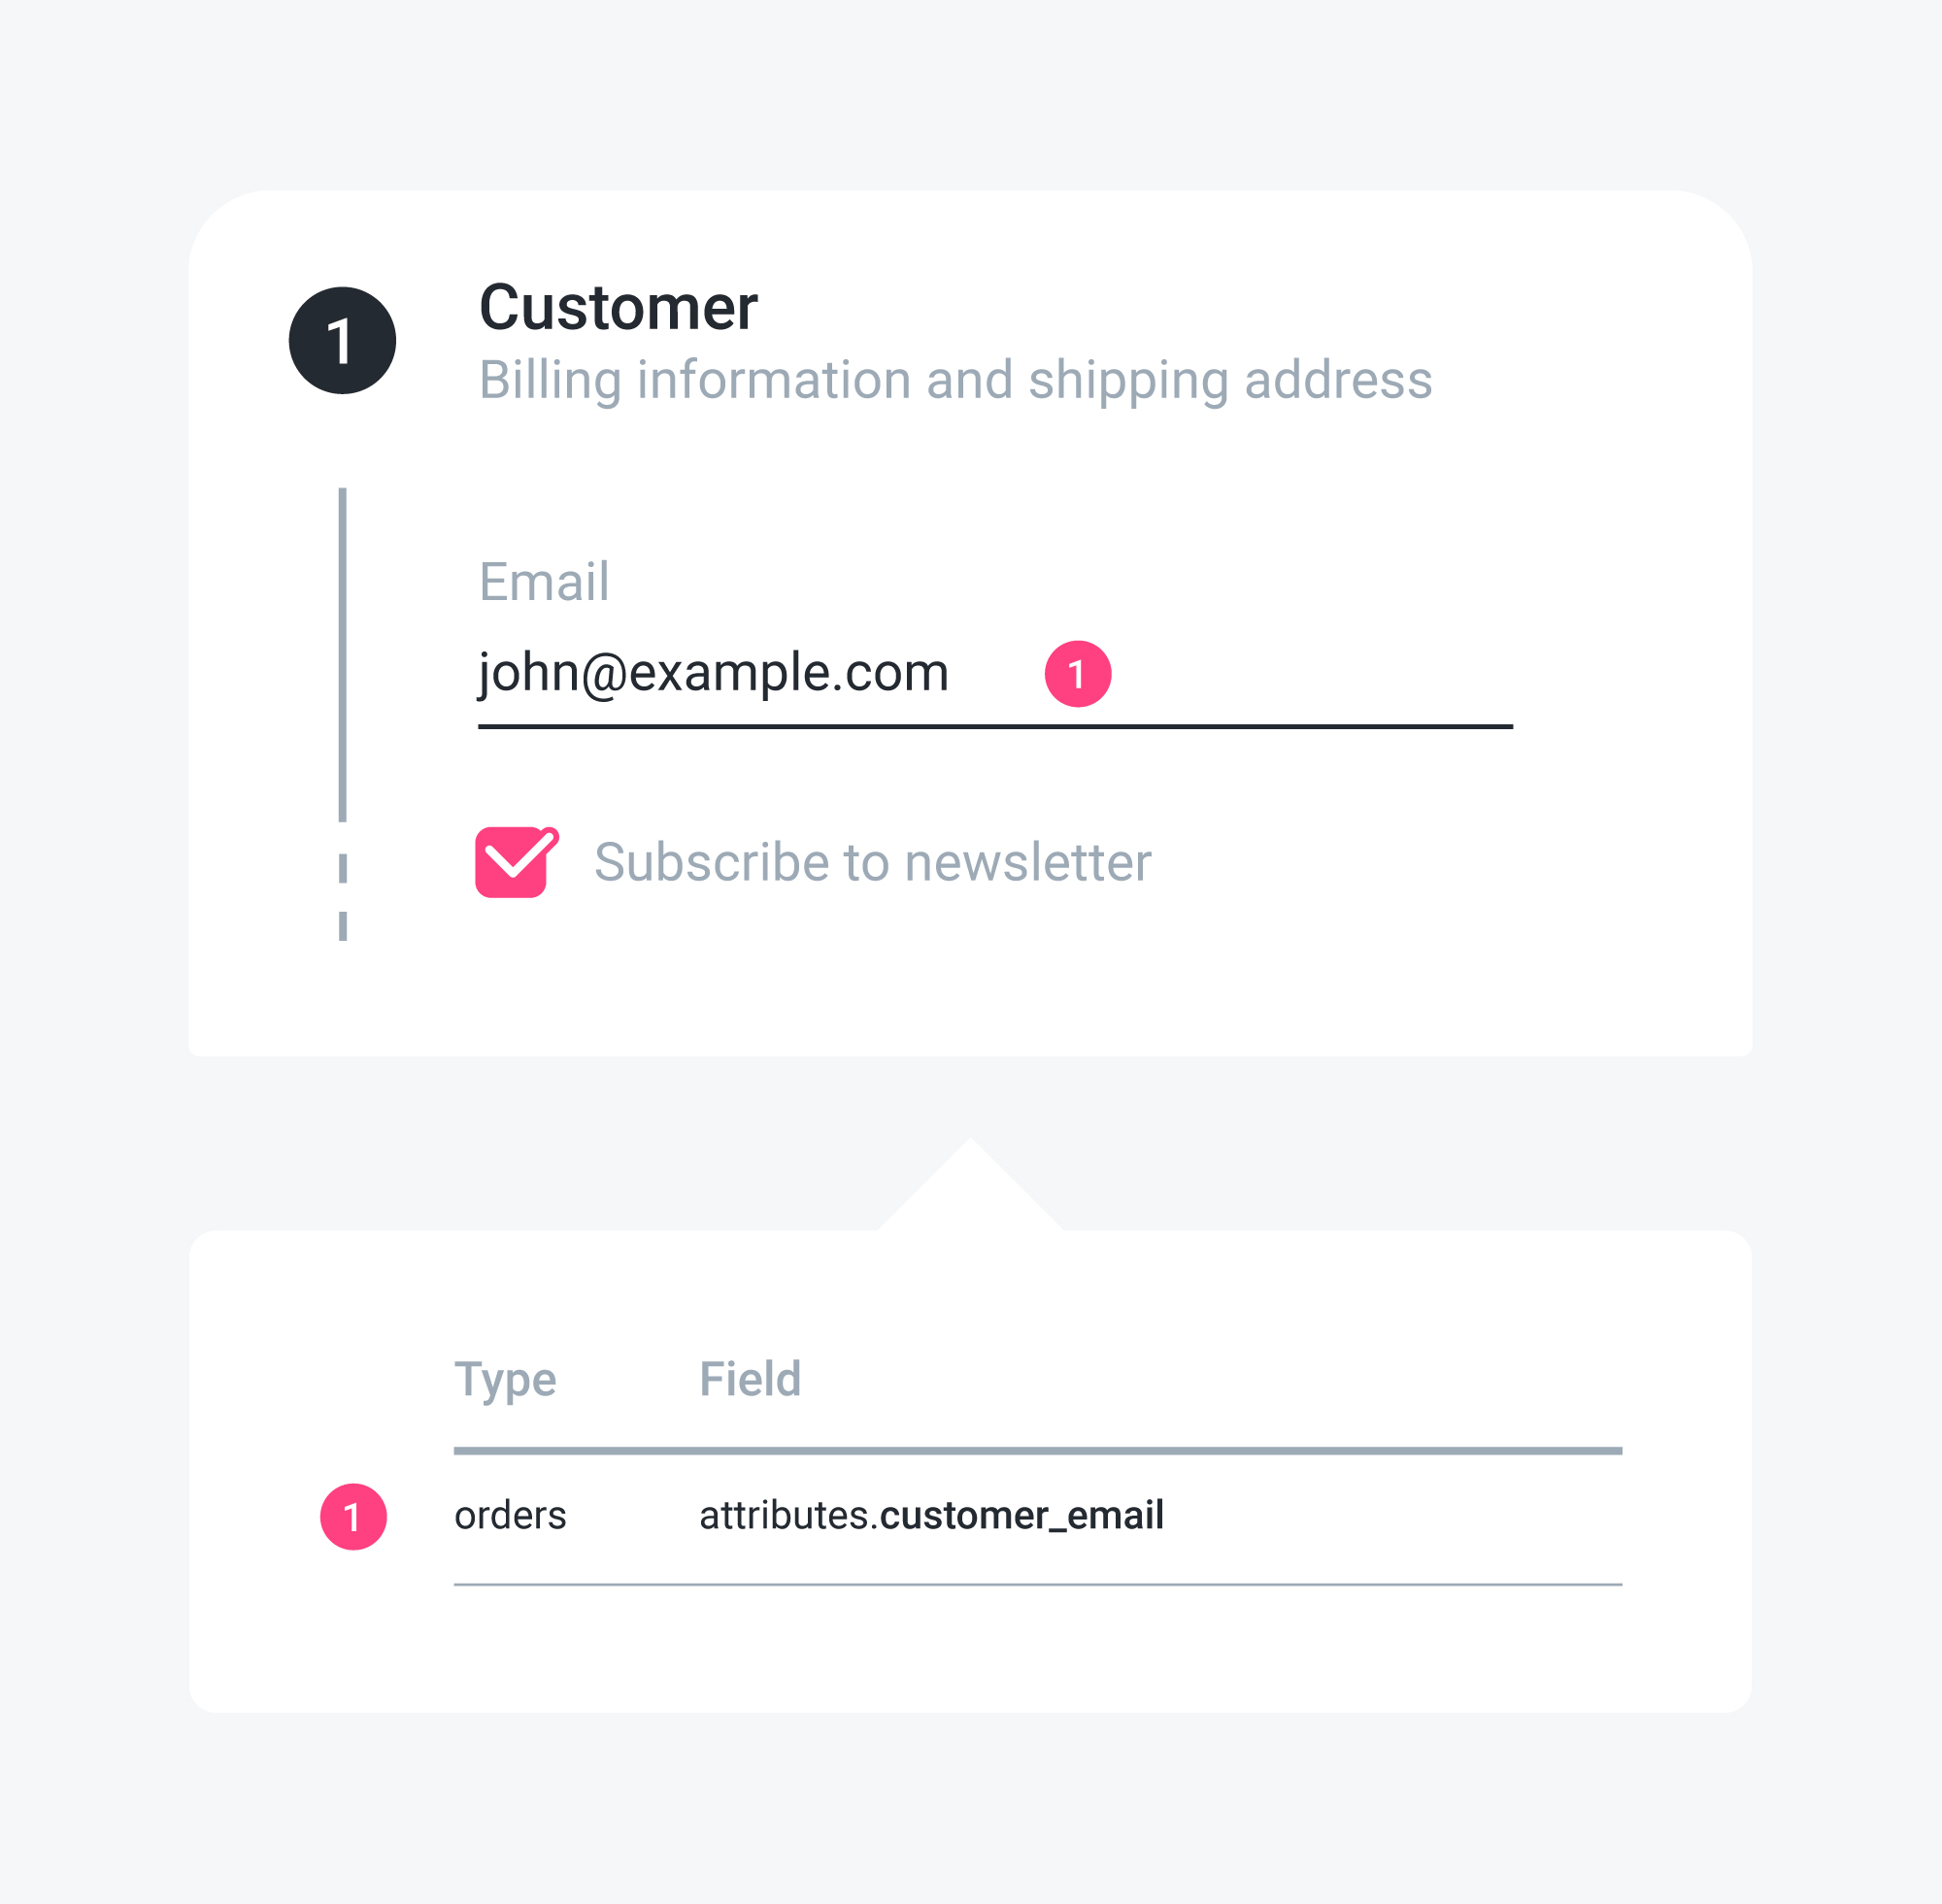 1
Customer
Billing information and shipping address
Email
john@example.com 1
Subscribe to newsletter
Type Field
1 orders attributes.customer_email